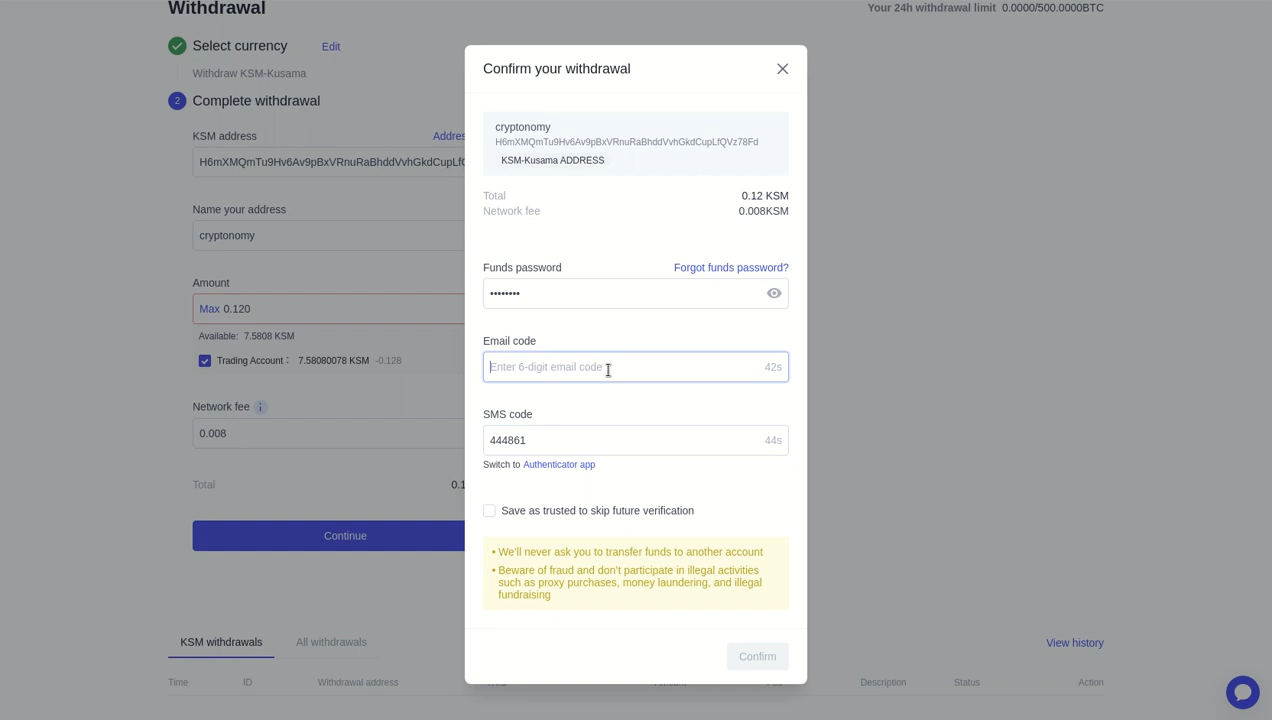 Withdrawal
Your 24h withdrawal limit 0.0000/500.0000BTC
Select currency Edit
Withdraw KSM-Kusama
2 Complete withdrawal
KSM address Addres
H6mXMQmTu9Hv6Av9pBxVRnuRaBhddVvhGkdCupLfQ
Name your address
cryptonomy
Amount
Max 0.120
Available: 7.5808 KSM
Trading Account： 7.58080078 KSM -0.128
Network fee i
0.008
Total 0.1
Continue
KSM withdrawals All withdrawals View history
Time ID Withdrawal address Description Status Action
Confirm your withdrawal
cryptonomy
H6mXMQmTu9Hv6Av9pBxVRnuRaBhddVvhGkdCupLfQVz78Fd
KSM-Kusama ADDRESS
Total 0.12 KSM
Network fee 0.008KSM
Funds password Forgot funds password?
••••••••
Email code
Enter 6-digit email code 42s
SMS code
444861 44s
Switch to Authenticator app
Save as trusted to skip future verification
• We'll never ask you to transfer funds to another account
• Beware of fraud and don't participate in illegal activities
such as proxy purchases, money laundering, and illegal
fundraising
Confirm